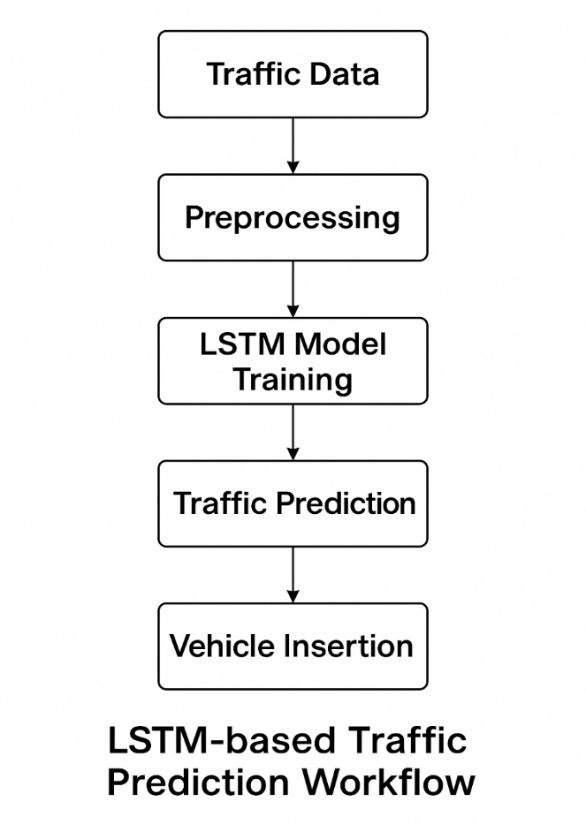 Traffic Data
Preprocessing
LSTM Model
Training
Traffic Prediction
Vehicle Insertion
LSTM-based Traffic
Prediction Workflow